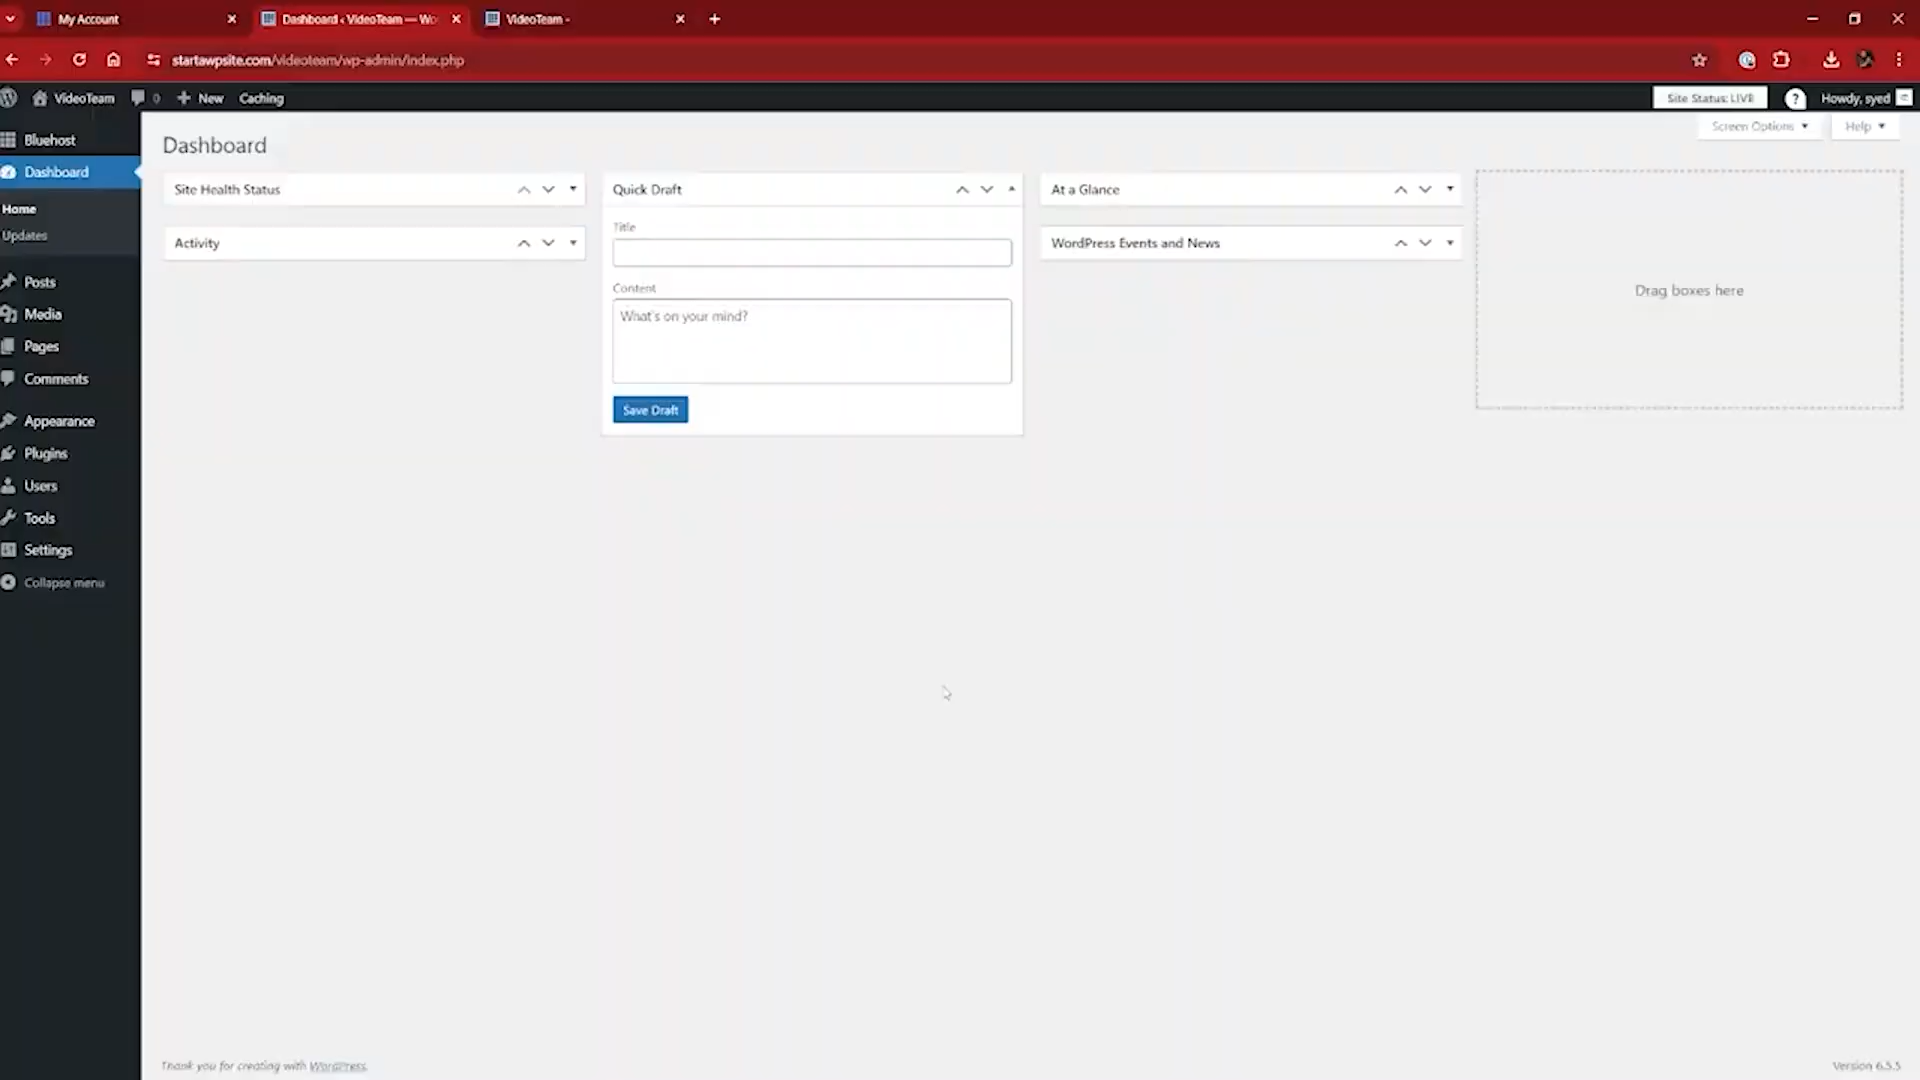 My Account
Dashboard ‹ VideoTeam — Wo
VideoTeam -
startawpsite.com/videoteam/wp-admin/index.php
VideoTeam
0
New
Caching
Site Status: LIVE
?
Howdy, syed
Bluehost
Dashboard
Home
Updates
Posts
Media
Pages
Comments
Appearance
Plugins
Users
Tools
Settings
Collapse menu
Screen Options
Help
Dashboard
Site Health Status
Activity
Quick Draft
Title
Content
What's on your mind?
Save Draft
At a Glance
WordPress Events and News
Drag boxes here
Thank you for creating with WordPress.
Version 6.5.5